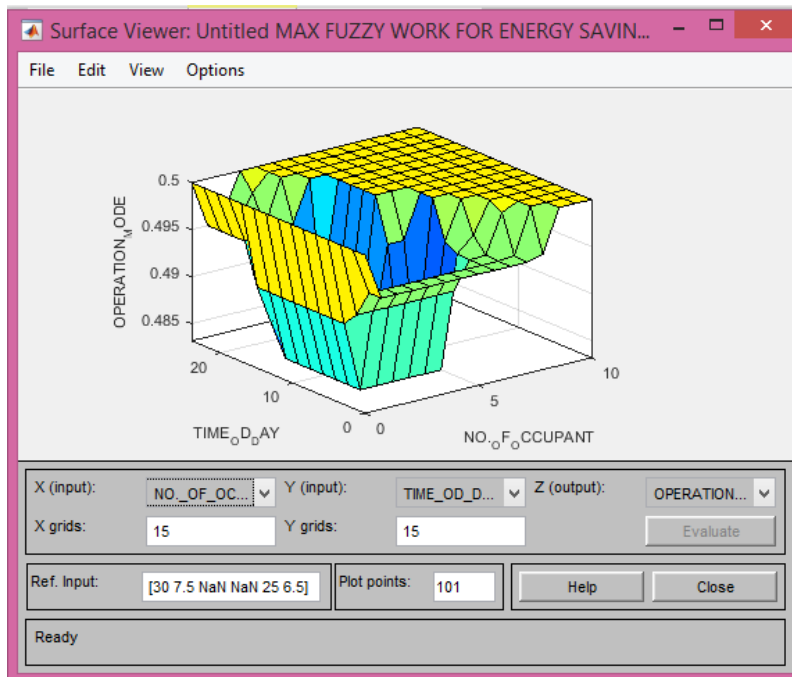 Surface Viewer: Untitled MAX FUZZY WORK FOR ENERGY SAVIN...
File Edit View Options
0.5
0.495
0.49
0.485
OPERATION_MODE
20
10
0
TIME_OD_DAY
0
5
10
NO._OF_OCCUPANT
X (input): NO._OF_OC... Y (input): TIME_OD_D... Z (output): OPERATION...
X grids: 15 Y grids: 15 Evaluate
Ref. Input: [30 7.5 NaN NaN 25 6.5] Plot points: 101 Help Close
Ready